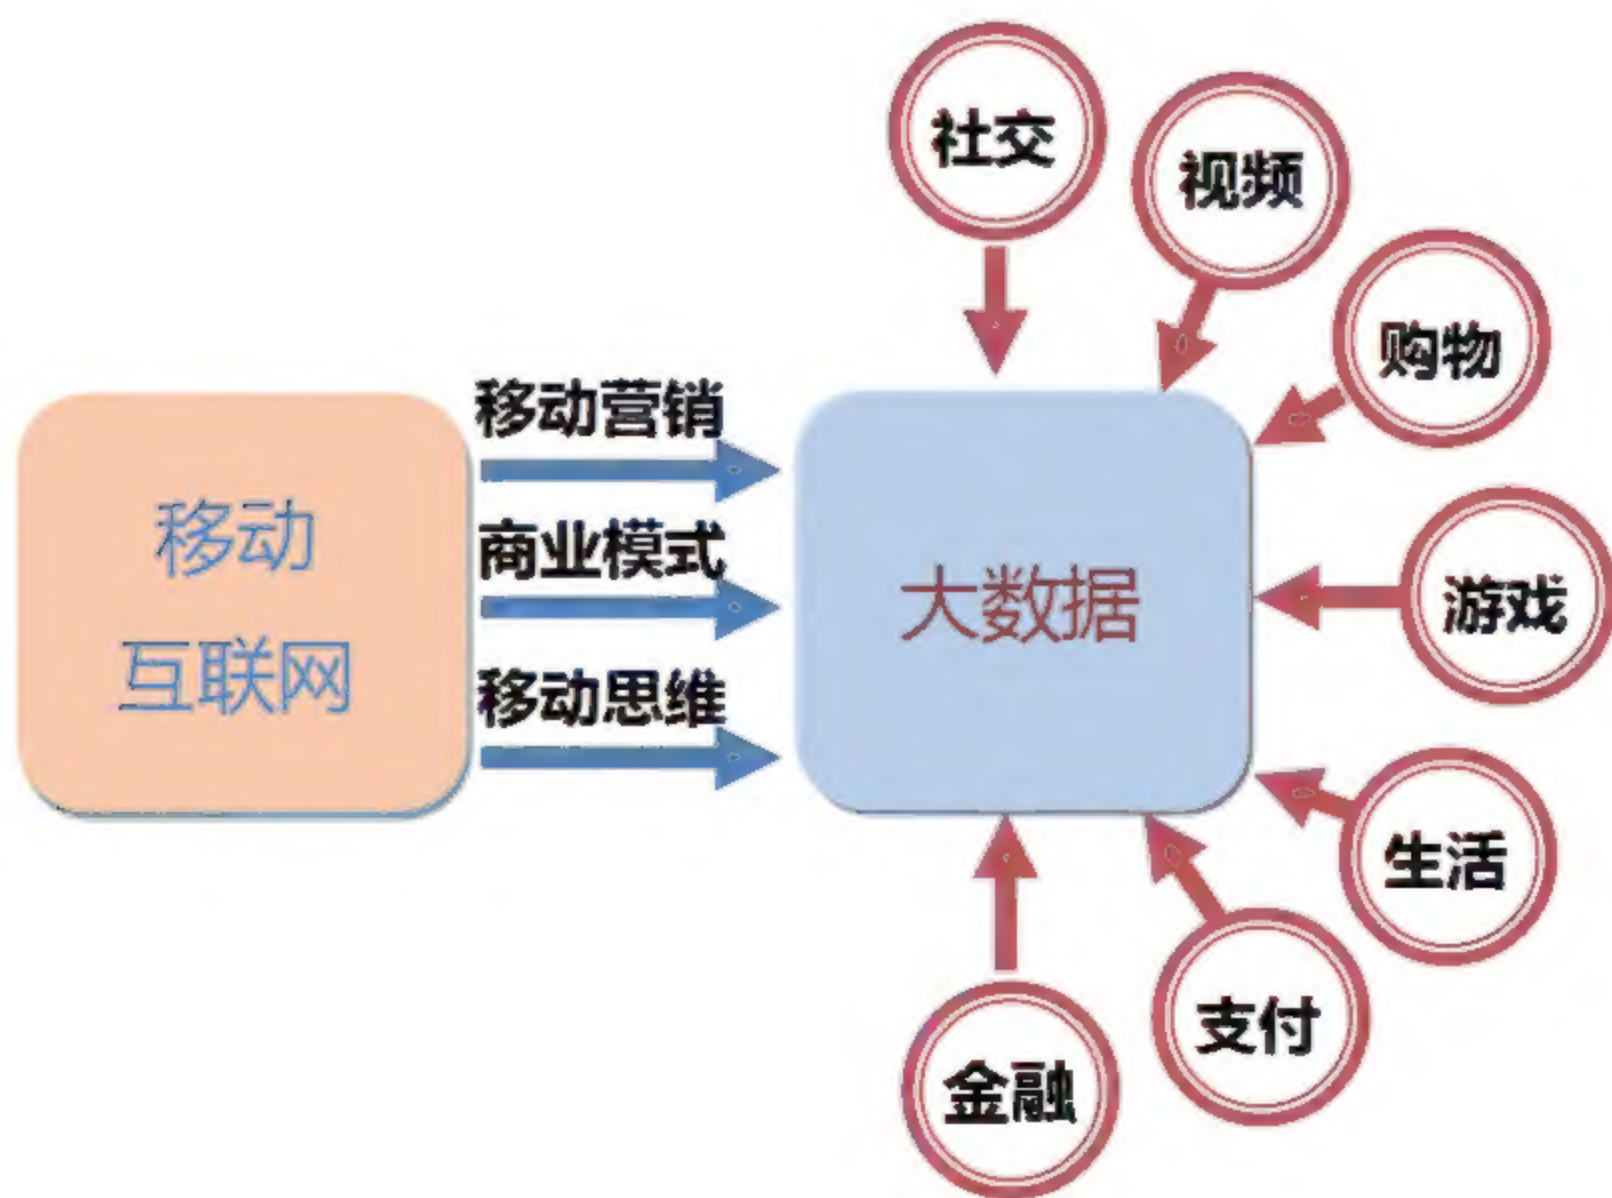 社交
视频
购物
移动营销
移动
互联网
商业模式
大数据
游戏
移动思维
生活
支付
金融